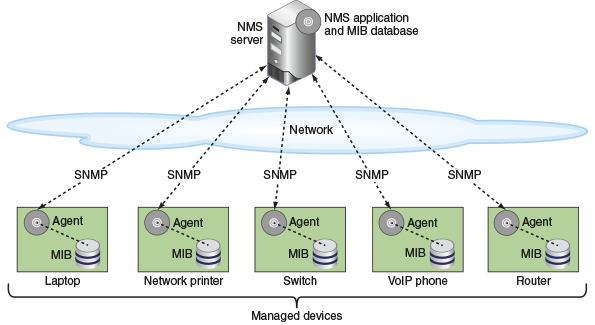 NMS server
NMS application and MIB database
Network
SNMP SNMP SNMP SNMP SNMP
Agent Agent Agent Agent Agent
MIB MIB MIB MIB MIB
Laptop Network printer Switch VoIP phone Router
Managed devices